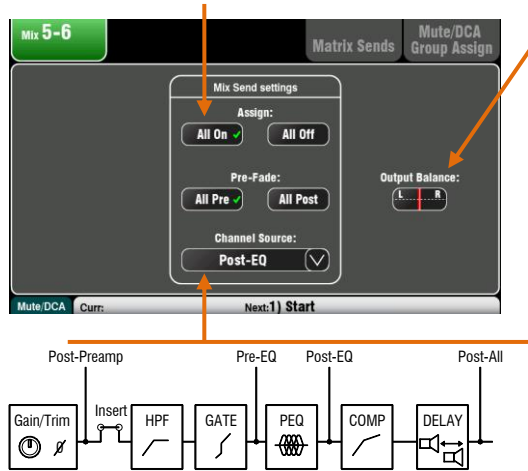 Mix 5-6
Matrix Sends
Mute/DCA
Group Assign
Mix Send settings
Assign:
All On
All Off
Pre-Fade:
All Pre
All Post
Output Balance:
L R
Channel Source:
Post-EQ
Mute/DCA Curr: Next:1) Start
Post-Preamp Pre-EQ Post-EQ Post-All
Gain/Trim Insert HPF GATE PEQ COMP DELAY